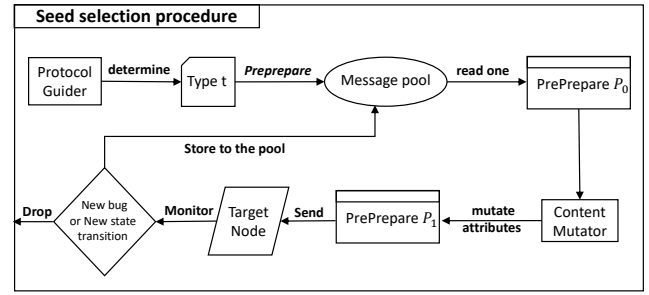 Seed selection procedure
Protocol
Guider
determine
Type t
Preprepare
Message pool
read one
PrePrepare P₀
Store to the pool
Drop
New bug
or New state
transition
Monitor
Target
Node
Send
PrePrepare P₁
mutate
attributes
Content
Mutator